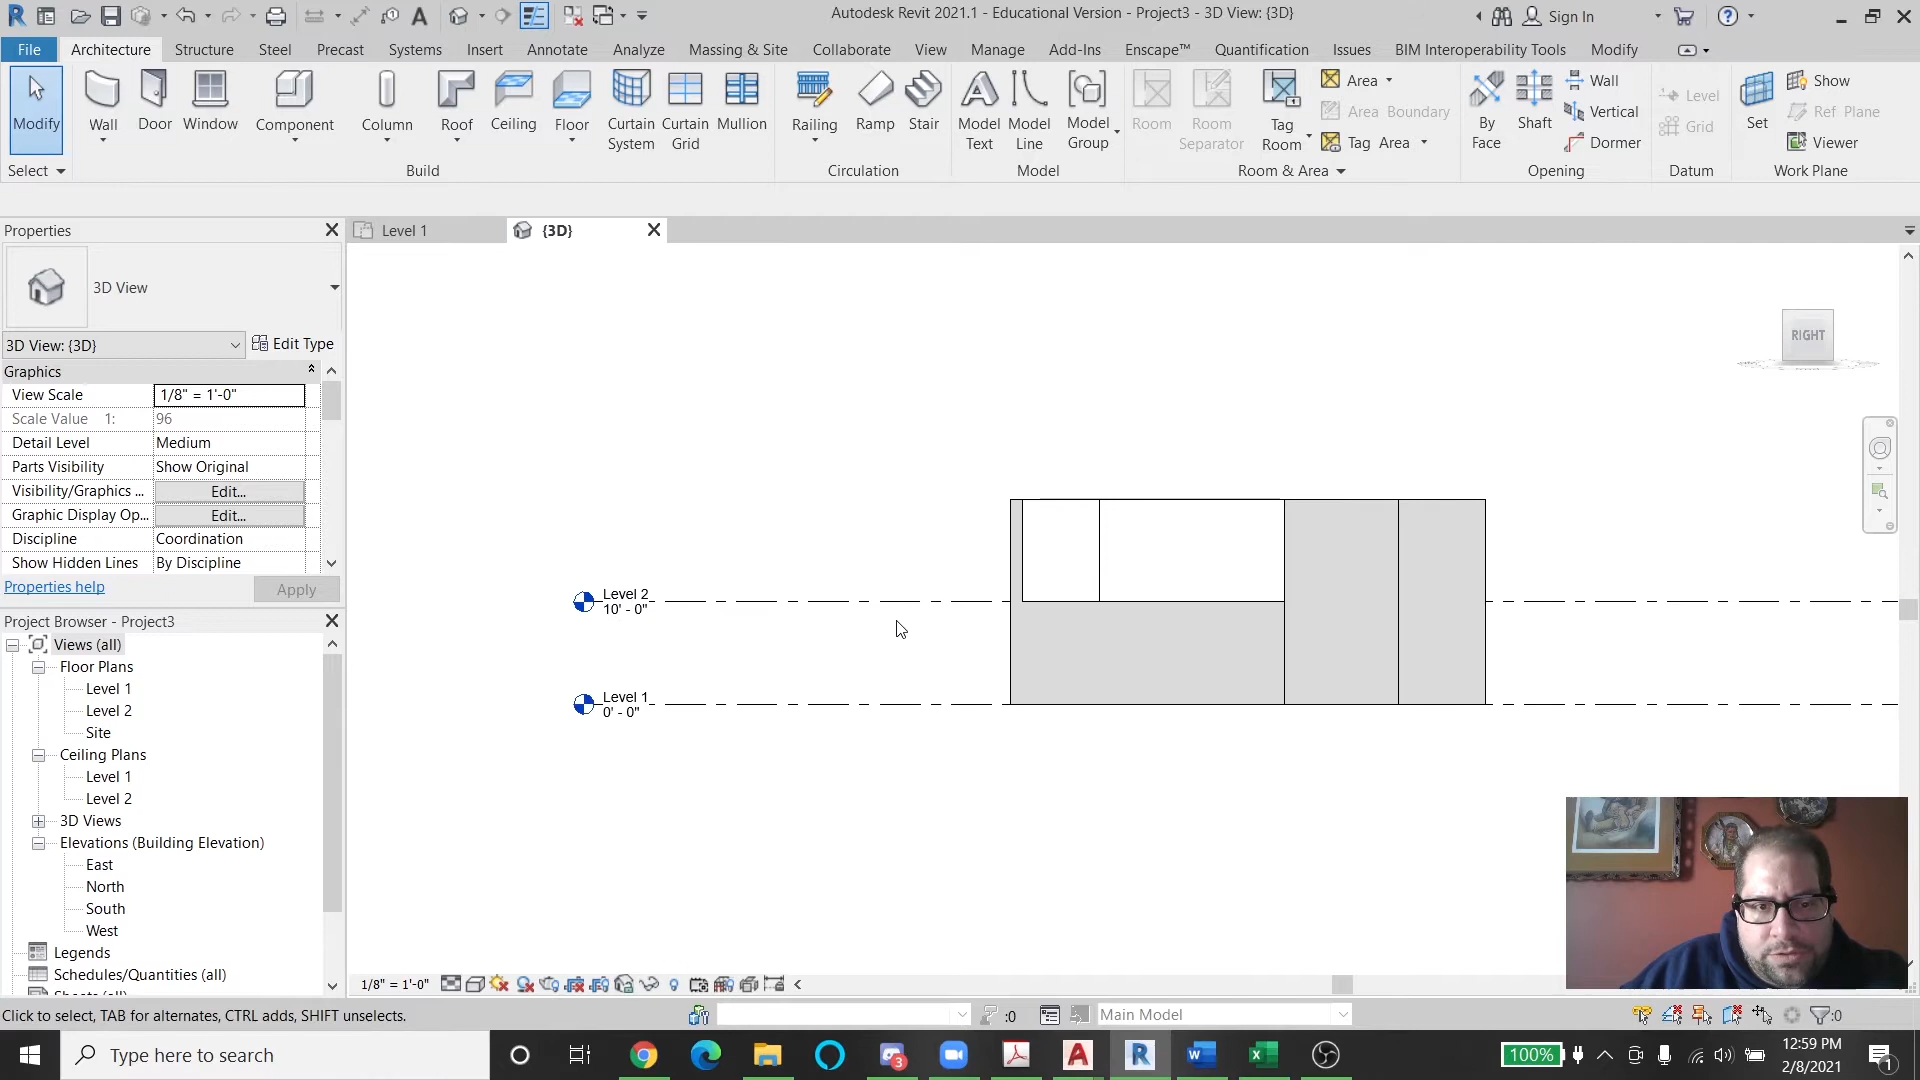 Autodesk Revit 2021.1 - Educational Version - Project3 - 3D View: {3D}
Sign In
File Architecture Structure Steel Precast Systems Insert Annotate Analyze Massing & Site Collaborate View Manage Add-Ins Enscape™ Quantification Issues BIM Interoperability Tools Modify
Modify
Wall
Door
Window
Component
Column
Roof
Ceiling
Floor
Curtain System
Curtain Grid
Mullion
Railing
Ramp
Stair
Model Text
Model Line
Model Group
Room
Room Separator
Tag Room
Area
Area Boundary
Tag Area
By Face
Shaft
Wall
Vertical
Dormer
Level
Grid
Set
Show
Ref Plane
Viewer
Select
Build
Circulation
Model
Room & Area
Opening
Datum
Work Plane
Properties
Level 1
{3D}
3D View
3D View: {3D}
Edit Type
Graphics
View Scale 1/8" = 1'-0"
Scale Value 1: 96
Detail Level Medium
Parts Visibility Show Original
Visibility/Graphics ... Edit...
Graphic Display Op... Edit...
Discipline Coordination
Show Hidden Lines By Discipline
Properties help
Apply
Project Browser - Project3
Views (all)
Floor Plans
Level 1
Level 2
Site
Ceiling Plans
Level 1
Level 2
3D Views
Elevations (Building Elevation)
East
North
South
West
Legends
Schedules/Quantities (all)
Sheets (all)
RIGHT
Level 2
10' - 0"
Level 1
0' - 0"
1/8" = 1'-0"
Click to select, TAB for alternates, CTRL adds, SHIFT unselects.
:0
Main Model
:0
Type here to search
3
100%
12:59 PM
2/8/2021
1